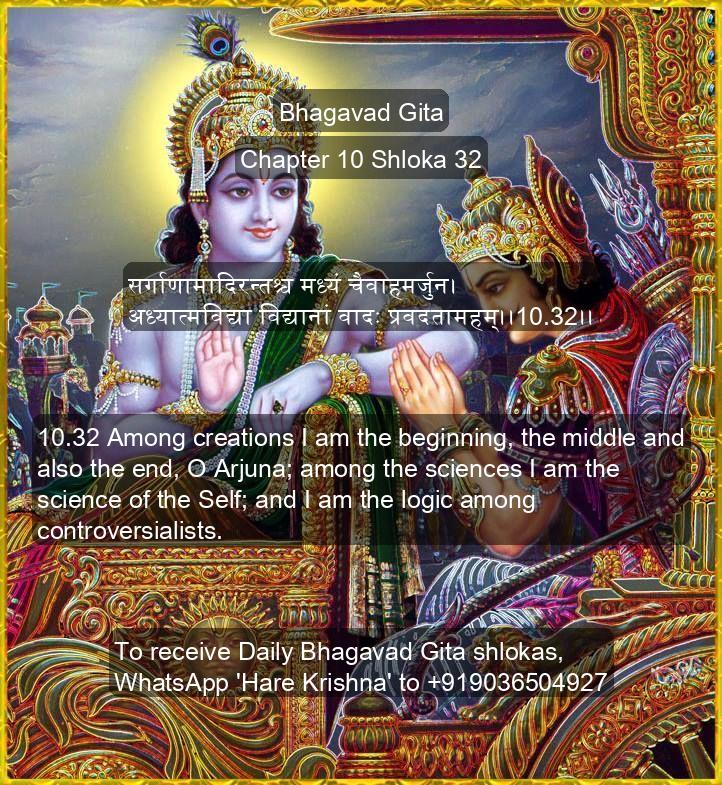 Bhagavad Gita
Chapter 10 Shloka 32
सर्गाणामादिरन्तश्च मध्यं चैवाहमर्जुन।
अध्यात्मविद्या विद्यानां वादः प्रवदतामहम्।।10.32।।
10.32 Among creations I am the beginning, the middle and
also the end, O Arjuna; among the sciences I am the
science of the Self; and I am the logic among
controversialists.
To receive Daily Bhagavad Gita shlokas,
WhatsApp 'Hare Krishna' to +919036504927